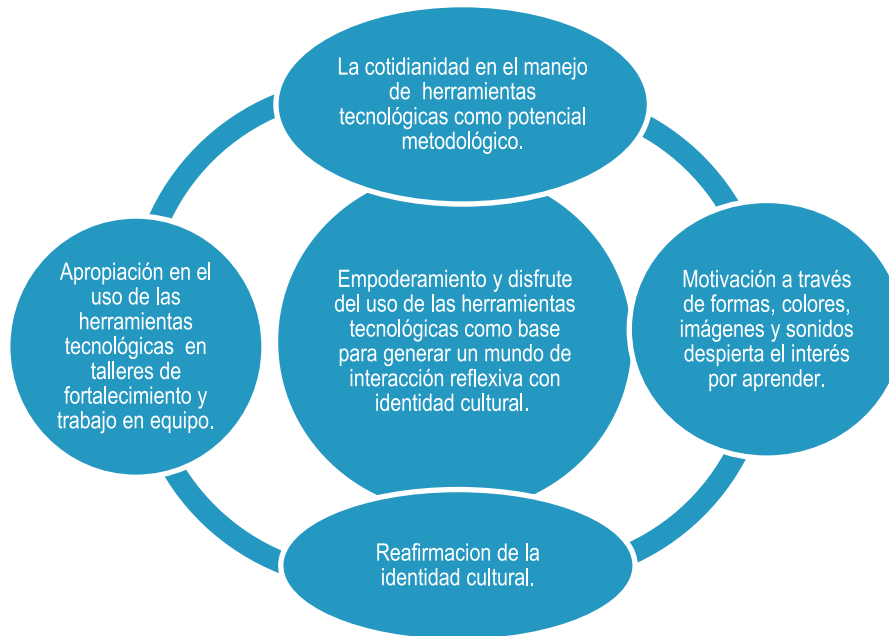 La cotidianidad en el manejo
de herramientas
tecnológicas como potencial
metodológico.
Apropiación en el
uso de las
herramientas
tecnológicas en
talleres de
fortalecimiento y
trabajo en equipo.
Empoderamiento y disfrute
del uso de las herramientas
tecnológicas como base
para generar un mundo de
interacción reflexiva con
identidad cultural.
Motivación a través
de formas, colores,
imágenes y sonidos
despierta el interés
por aprender.
Reafirmacion de la
identidad cultural.